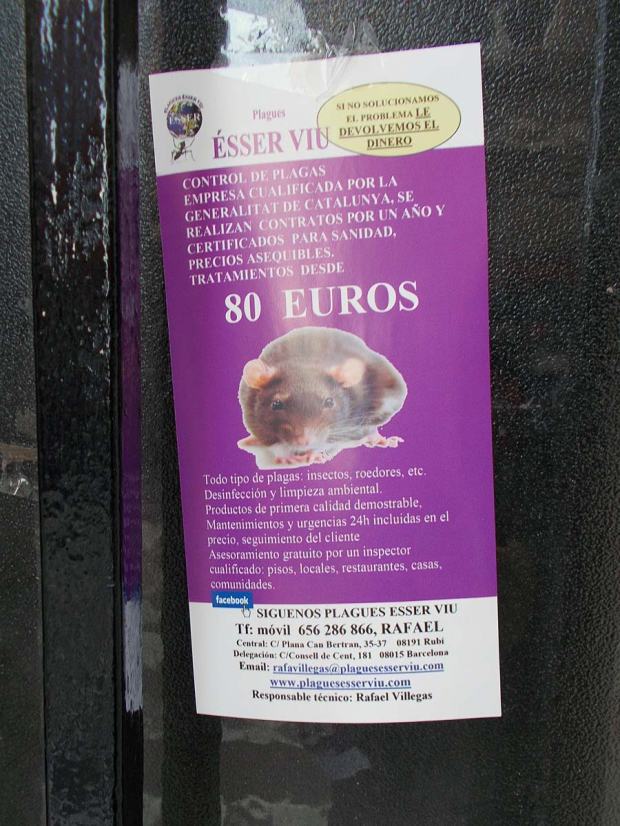 PLAGUES ÉSSER VIU
ÉSSER
Plagues
ÉSSER VIU
SI NO SOLUCIONAMOS
EL PROBLEMA LE
DEVOLVEMOS EL
DINERO
CONTROL DE PLAGAS
EMPRESA CUALIFICADA POR LA
GENERALITAT DE CATALUNYA, SE
REALIZAN CONTRATOS POR UN AÑO Y
CERTIFICADOS PARA SANIDAD,
PRECIOS ASEQUIBLES.
TRATAMIENTOS DESDE
80 EUROS
Todo tipo de plagas: insectos, roedores, etc.
Desinfección y limpieza ambiental.
Productos de primera calidad demostrable,
Mantenimientos y urgencias 24h incluidas en el
precio, seguimiento del cliente
Asesoramiento gratuito por un inspector
cualificado: pisos, locales, restaurantes, casas,
comunidades.
facebook
SIGUENOS PLAGUES ESSER VIU
Tf: móvil 656 286 866, RAFAEL
Central: C/ Plana Can Bertran, 35-37 08191 Rubí
Delegación: C/Consell de Cent, 181 08015 Barcelona
Email: rafavillegas@plaguesesserviu.com
www.plaguesesserviu.com
Responsable técnico: Rafael Villegas